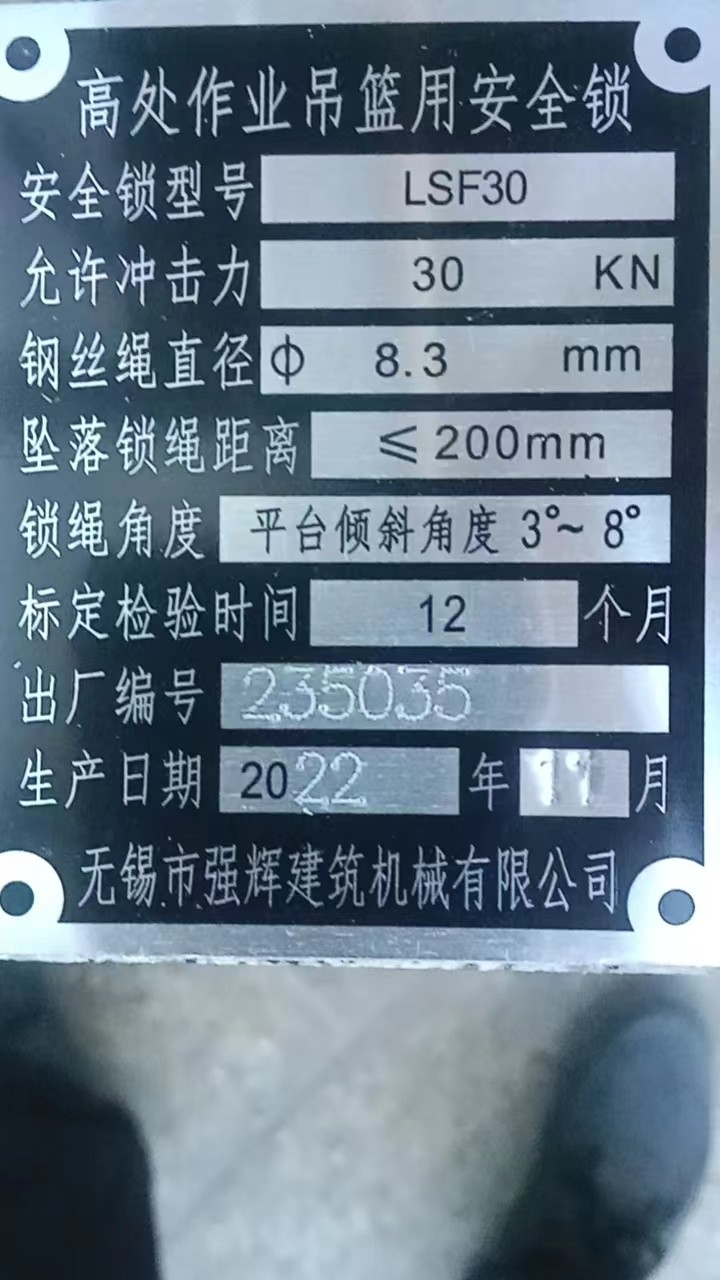 高处作业吊篮用安全锁
安全锁型号 LSF30
允许冲击力 30 KN
钢丝绳直径 Φ 8.3 mm
坠落锁绳距离 ≤200mm
锁绳角度 平台倾斜角度 3°~ 8°
标定检验时间 12 个月
出厂编号 235035
生产日期 2022 年 11 月
无锡市强辉建筑机械有限公司